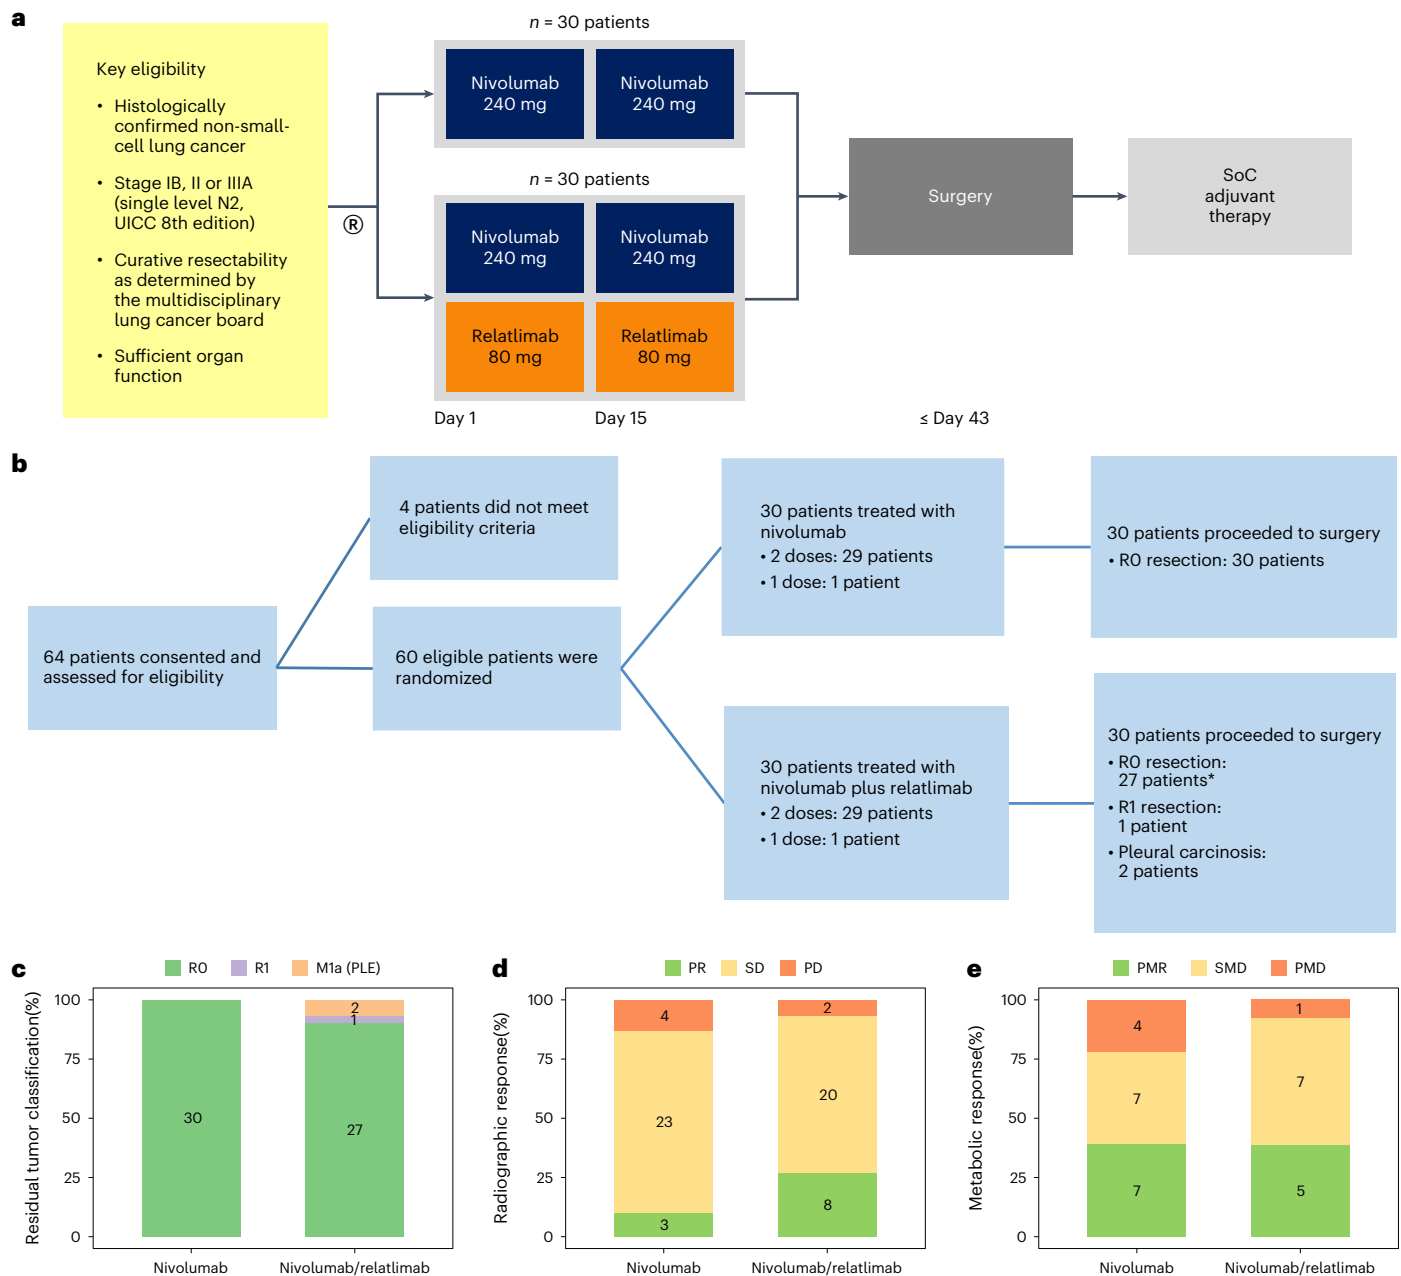 a
Key eligibility
• Histologically
confirmed non-small-
cell lung cancer
• Stage IB, II or IIIA
(single level N2,
UICC 8th edition)
• Curative resectability
as determined by
the multidisciplinary
lung cancer board
• Sufficient organ
function
®
n = 30 patients
Nivolumab
240 mg
Nivolumab
240 mg
n = 30 patients
Nivolumab
240 mg
Nivolumab
240 mg
Relatlimab
80 mg
Relatlimab
80 mg
Day 1
Day 15
Surgery
≤ Day 43
SoC
adjuvant
therapy
b
64 patients consented and
assessed for eligibility
4 patients did not meet
eligibility criteria
60 eligible patients were
randomized
30 patients treated with
nivolumab
• 2 doses: 29 patients
• 1 dose: 1 patient
30 patients proceeded to surgery
• R0 resection: 30 patients
30 patients treated with
nivolumab plus relatlimab
• 2 doses: 29 patients
• 1 dose: 1 patient
30 patients proceeded to surgery
• R0 resection:
27 patients*
• R1 resection:
1 patient
• Pleural carcinosis:
2 patients
c
R0 R1 M1a (PLE)
Residual tumor classification(%)
100
75
50
25
0
30
2
1
27
Nivolumab
Nivolumab/relatlimab
d
PR SD PD
Radiographic response(%)
100
75
50
25
0
4
23
3
2
20
8
Nivolumab
Nivolumab/relatlimab
e
PMR SMD PMD
Metabolic response(%)
100
75
50
25
0
4
7
7
1
7
5
Nivolumab
Nivolumab/relatlimab